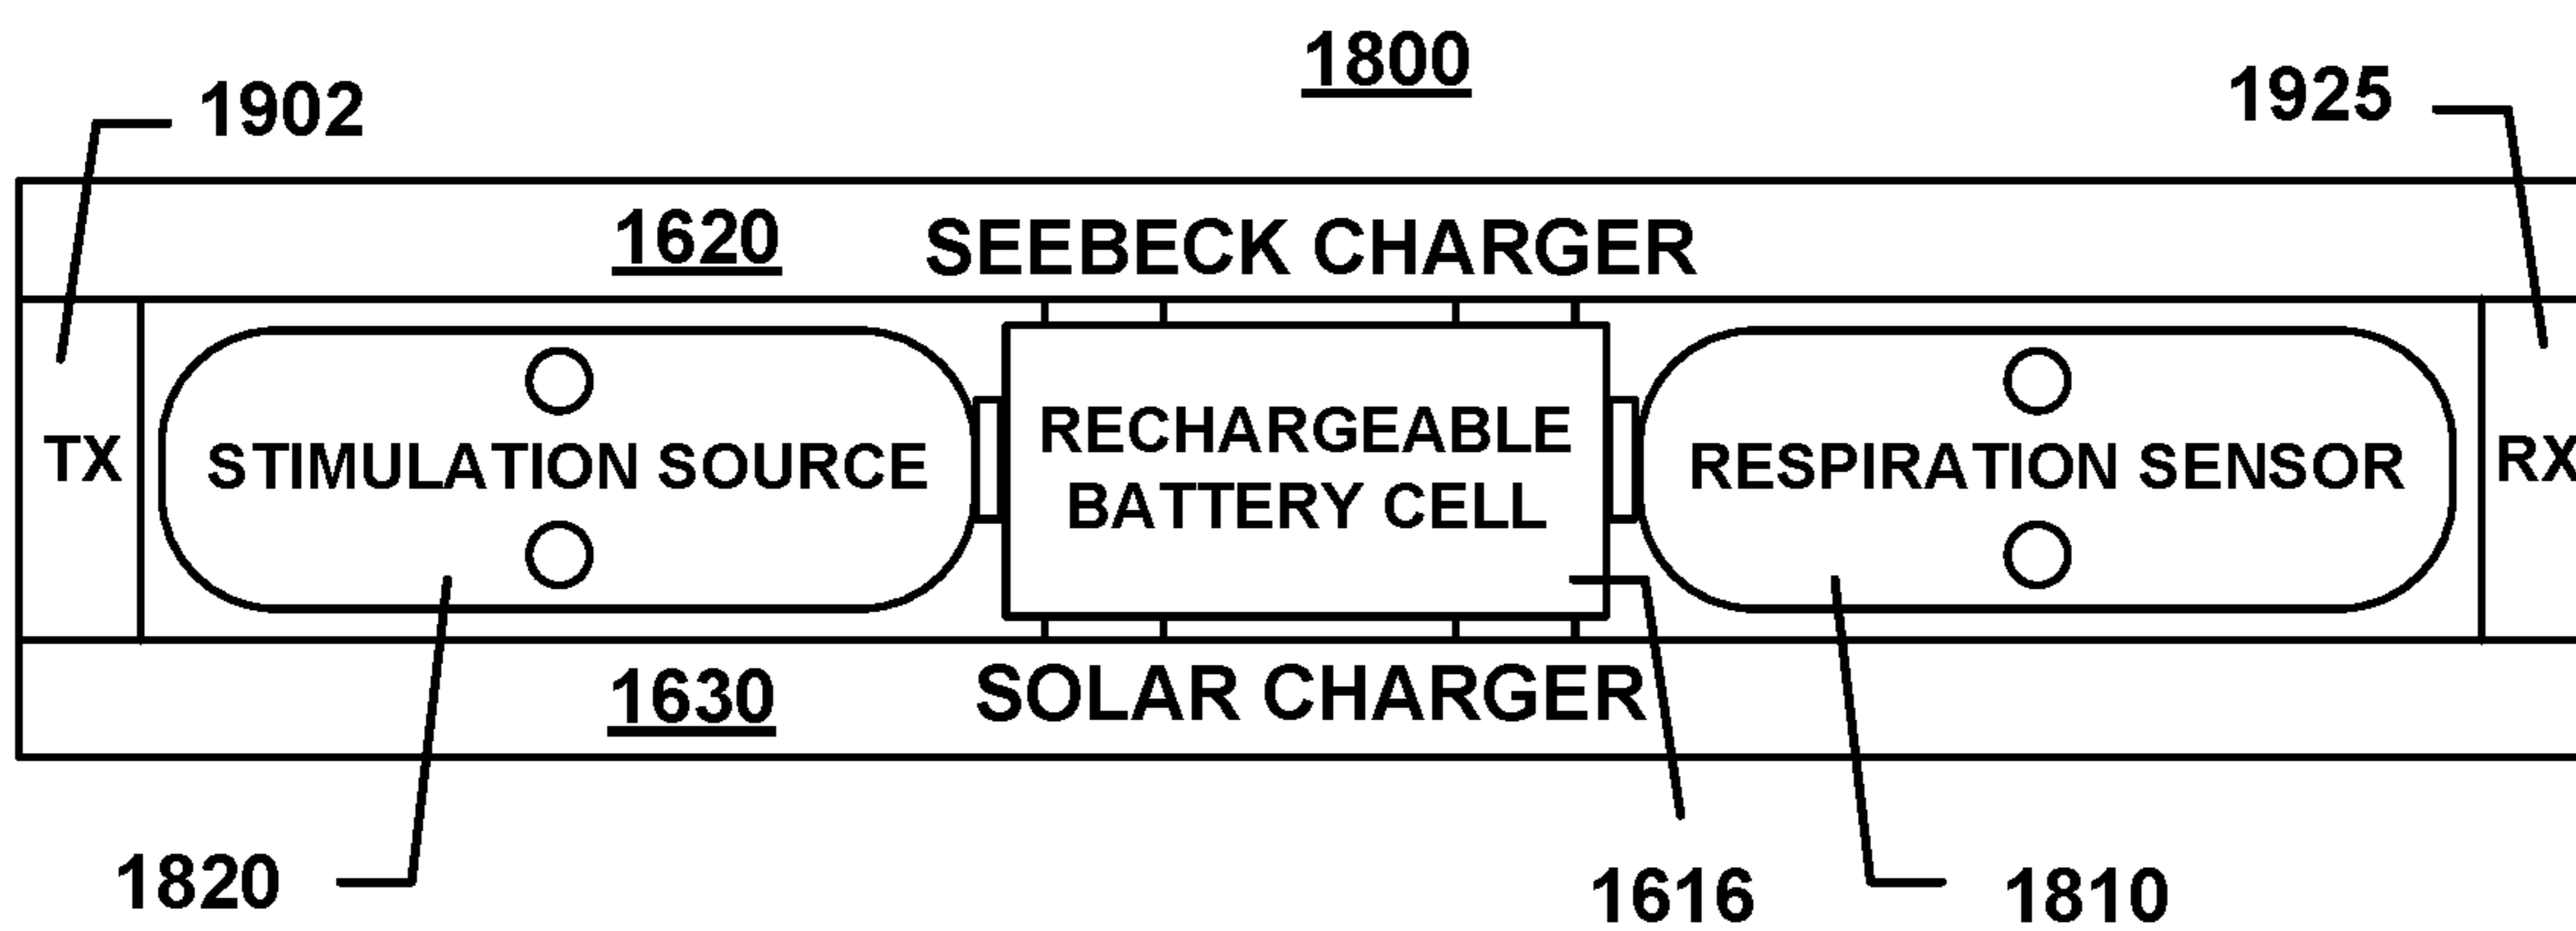 1800
1902
1925
1620
SEEBECK CHARGER
TX
STIMULATION SOURCE
RECHARGEABLE
BATTERY CELL
RESPIRATION SENSOR
RX
1630
SOLAR CHARGER
1820
1616
1810